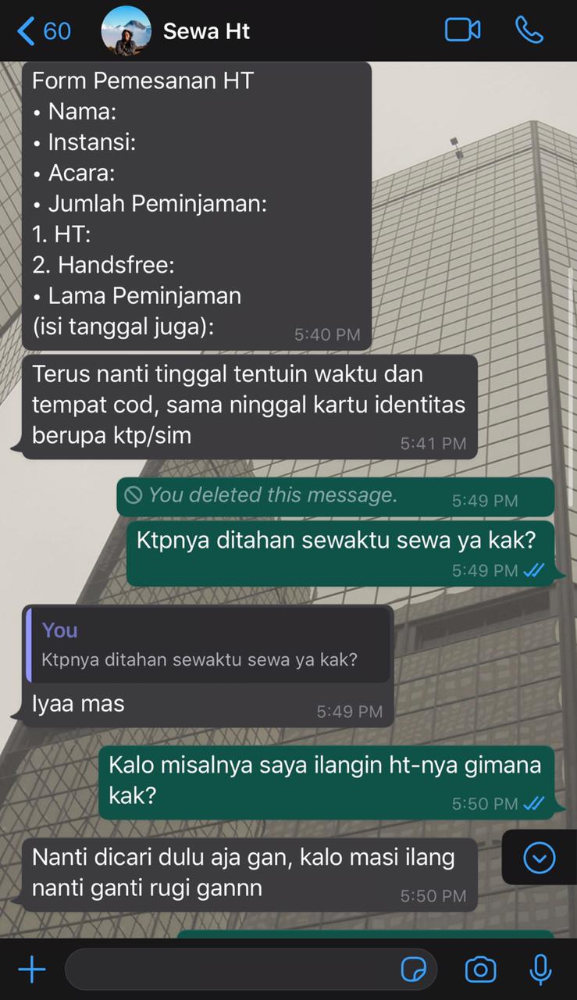 60
Sewa Ht
Form Pemesanan HT
• Nama:
• Instansi:
• Acara:
• Jumlah Peminjaman:
1. HT:
2. Handsfree:
• Lama Peminjaman
(isi tanggal juga):
5:40 PM
Terus nanti tinggal tentuin waktu dan
tempat cod, sama ninggal kartu identitas
berupa ktp/sim
5:41 PM
You deleted this message.
5:49 PM
Ktpnya ditahan sewaktu sewa ya kak?
5:49 PM
You
Ktpnya ditahan sewaktu sewa ya kak?
Iyaa mas
5:49 PM
Kalo misalnya saya ilangin ht-nya gimana
kak?
5:50 PM
Nanti dicari dulu aja gan, kalo masi ilang
nanti ganti rugi gannn
5:50 PM